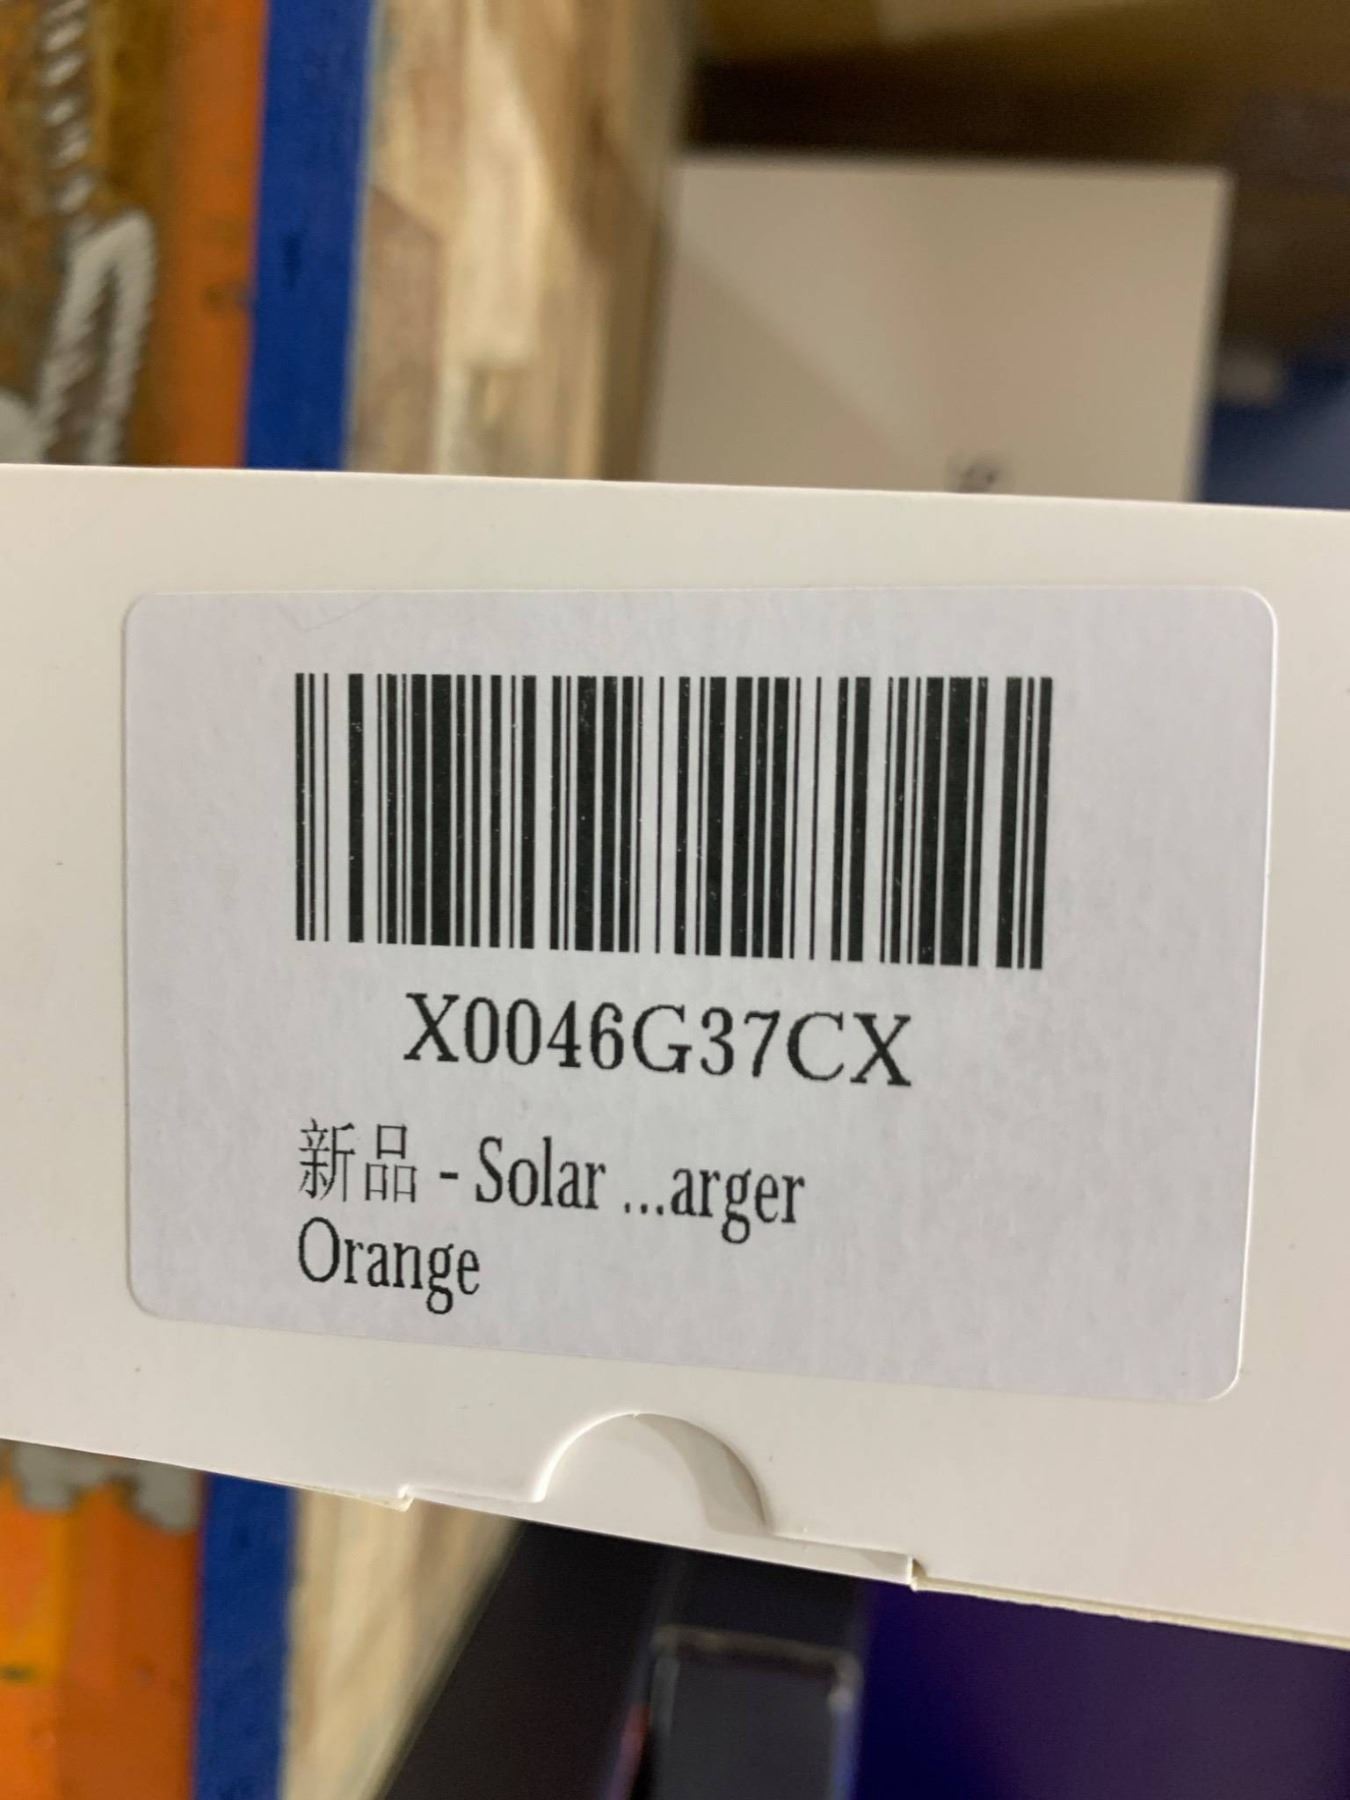 X0046G37CX
新品 - Solar ...arger
Orange